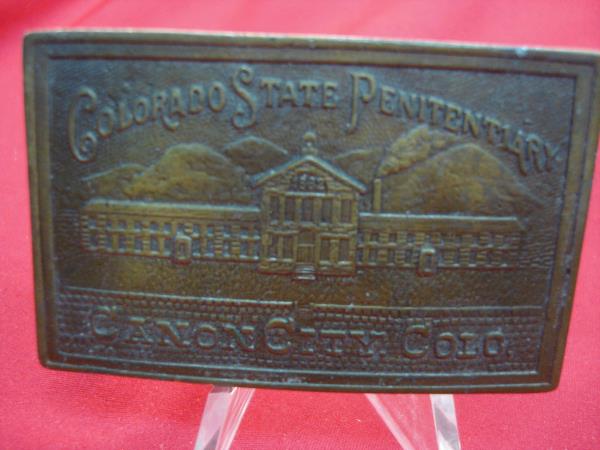 COLORADO STATE PENITENTIARY
CANON CITY, COLO.